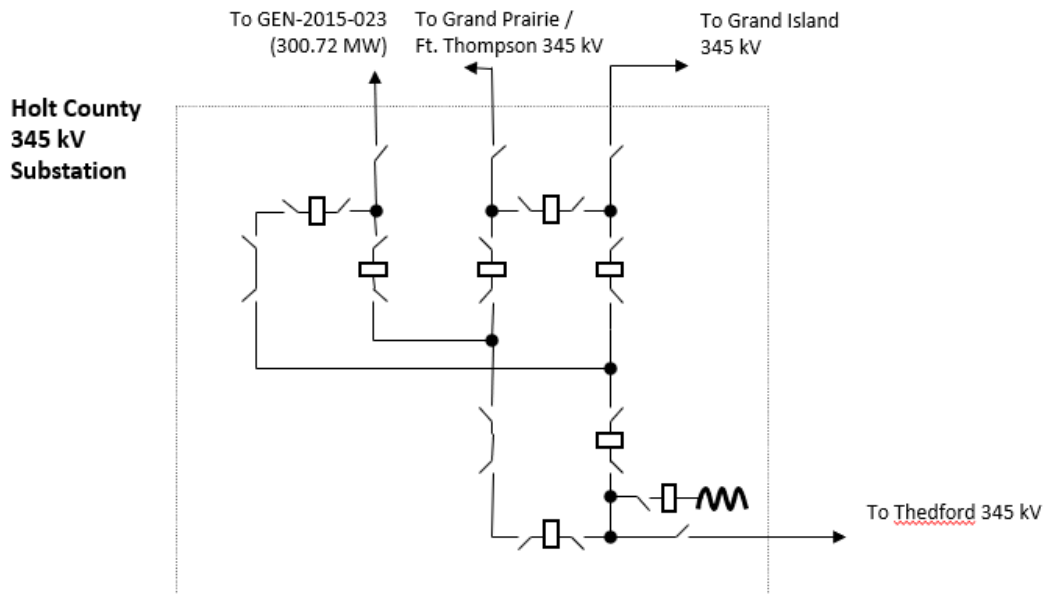 To GEN-2015-023
(300.72 MW)
To Grand Prairie /
Ft. Thompson 345 kV
To Grand Island
345 kV
Holt County
345 kV
Substation
To Thedford 345 kV